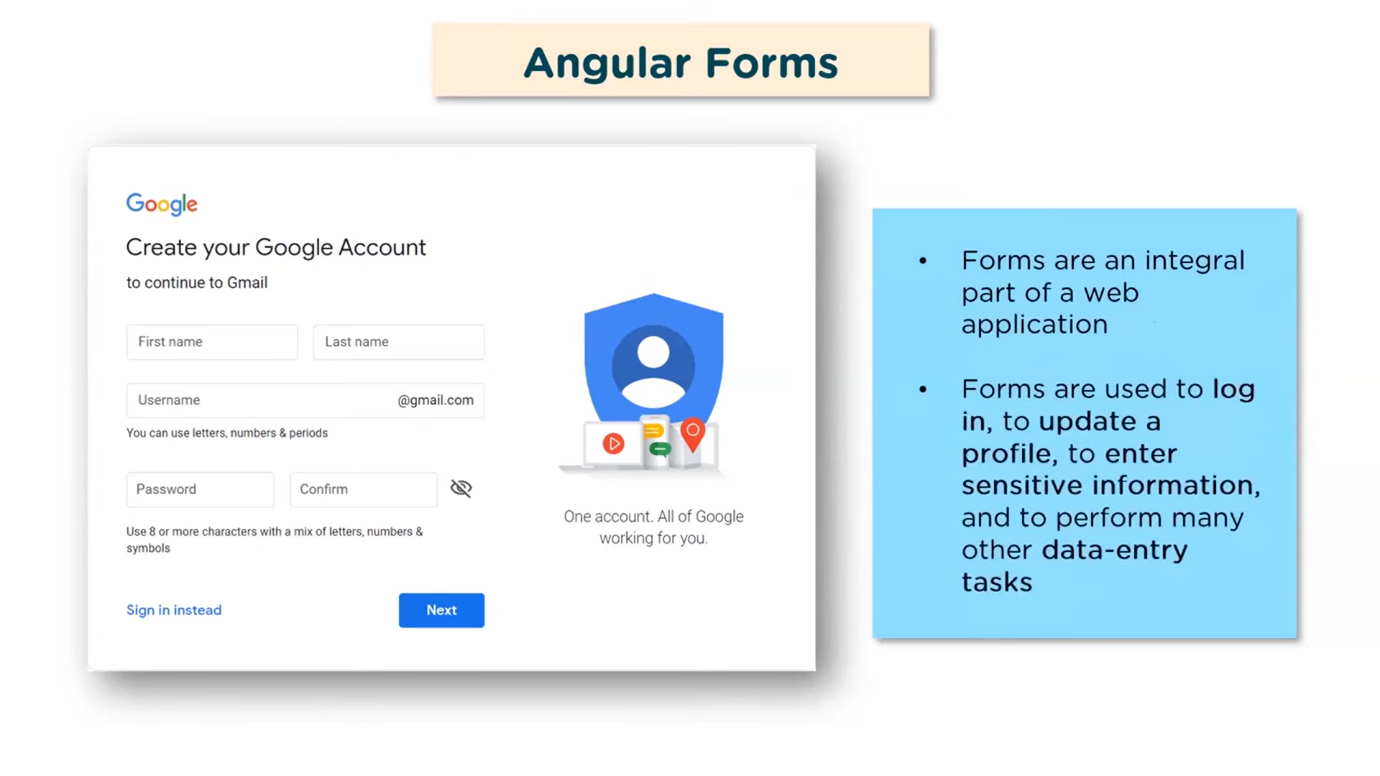 Angular Forms
Google
Create your Google Account
to continue to Gmail
First name
Last name
Username
@gmail.com
You can use letters, numbers & periods
Password
Confirm
Use 8 or more characters with a mix of letters, numbers &
symbols
Sign in instead
Next
One account. All of Google
working for you.
• Forms are an integral
part of a web
application
• Forms are used to log
in, to update a
profile, to enter
sensitive information,
and to perform many
other data-entry
tasks